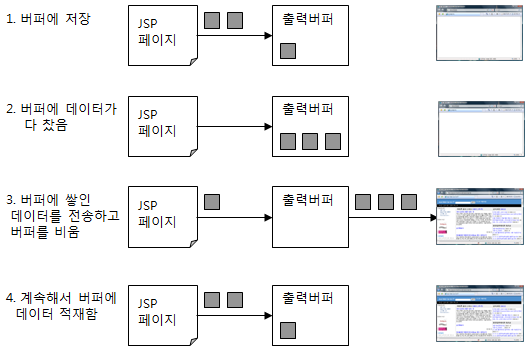 1. 버퍼에 저장
JSP
페이지
출력버퍼
2. 버퍼에 데이터가
다 찼음
JSP
페이지
출력버퍼
3. 버퍼에 쌓인
데이터를 전송하고
버퍼를 비움
JSP
페이지
출력버퍼
4. 계속해서 버퍼에
데이터 적재함
JSP
페이지
출력버퍼